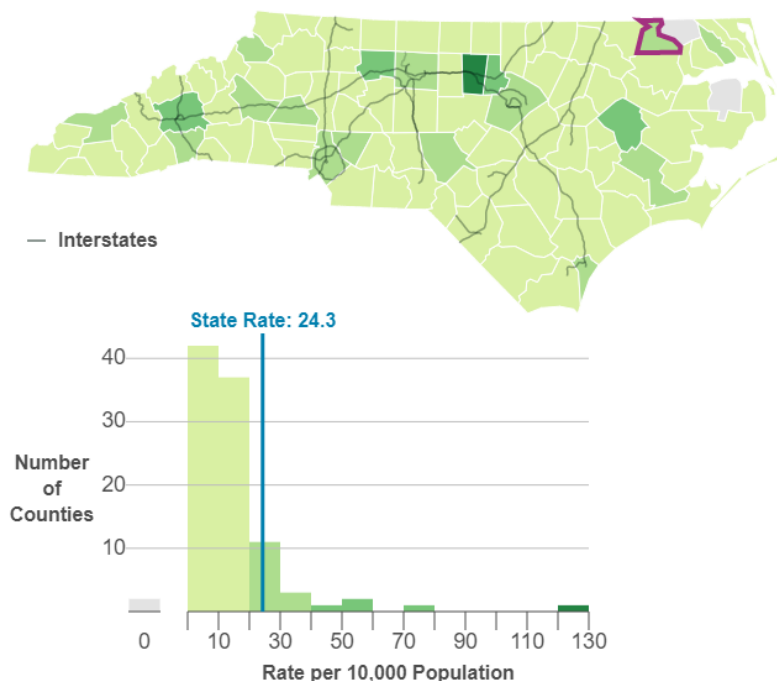 — Interstates
State Rate: 24.3
40
30
20
10
Number
of
Counties
0 10 30 50 70 90 110 130
Rate per 10,000 Population